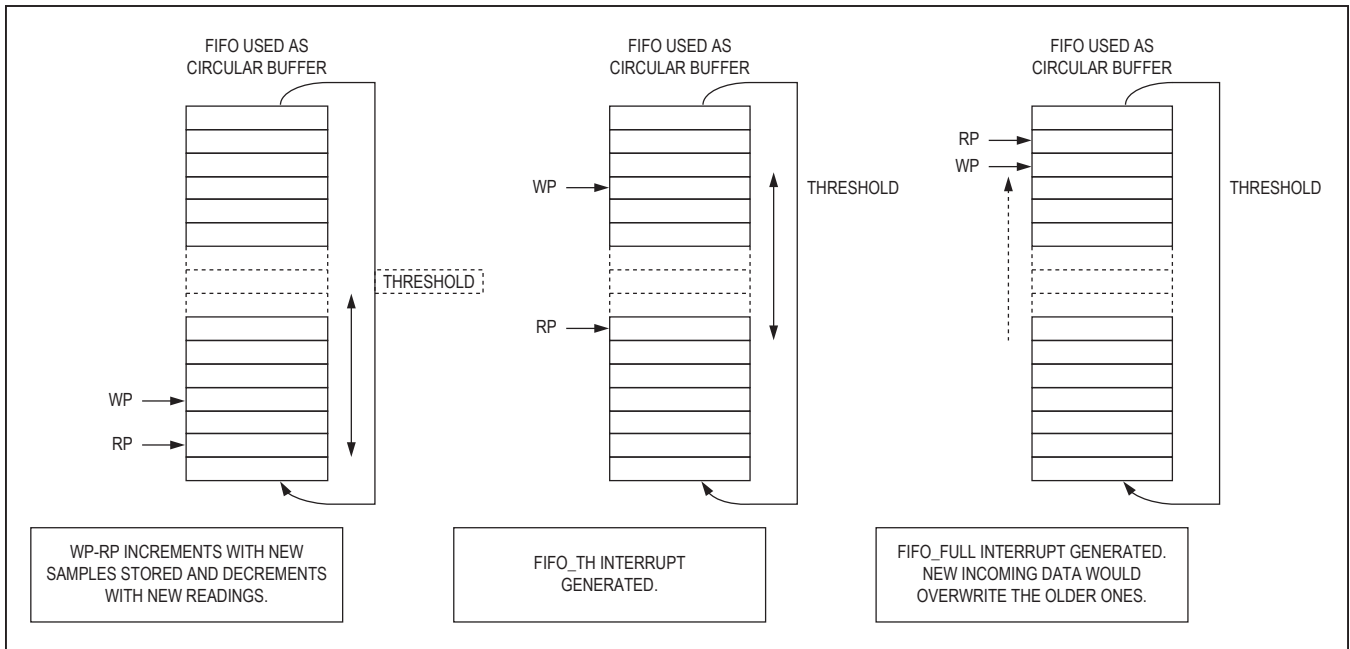 FIFO USED AS
CIRCULAR BUFFER
THRESHOLD
WP
RP
WP-RP INCREMENTS WITH NEW
SAMPLES STORED AND DECREMENTS
WITH NEW READINGS.
FIFO USED AS
CIRCULAR BUFFER
WP
THRESHOLD
RP
FIFO_TH INTERRUPT
GENERATED.
FIFO USED AS
CIRCULAR BUFFER
RP
WP
THRESHOLD
FIFO_FULL INTERRUPT GENERATED.
NEW INCOMING DATA WOULD
OVERWRITE THE OLDER ONES.